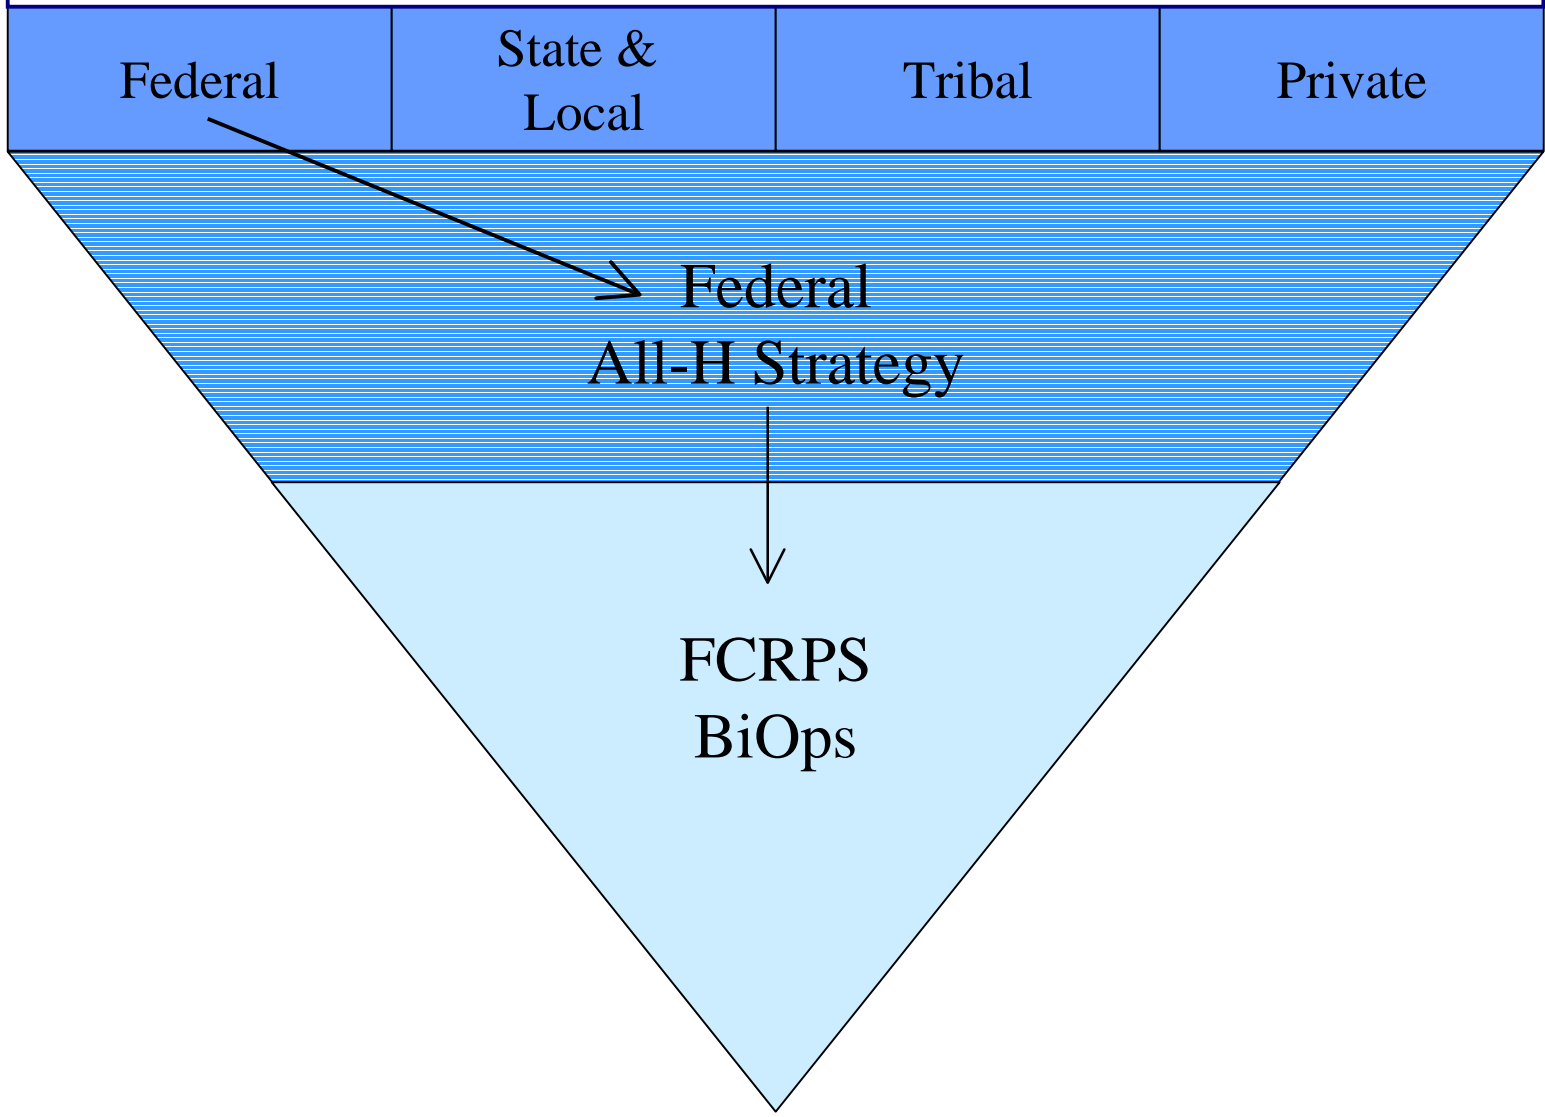 Federal
State &
Local
Tribal
Private
Federal
All-H Strategy
FCRPS
BiOps